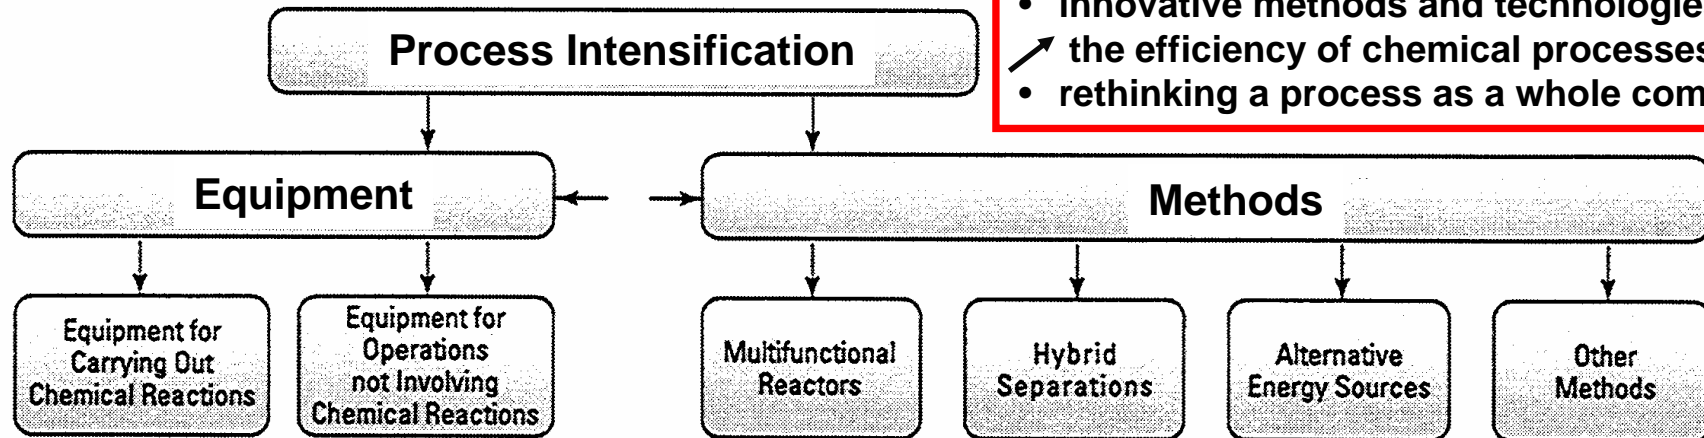 • innovative methods and technologie
Process Intensification
the efficiency of chemical processes
• rethinking a process as a whole com
Equipment
Methods
Equipment for
Carrying Out
Chemical Reactions
Equipment for
Operations
not Involving
Chemical Reactions
Multifunctional
Reactors
Hybrid
Separations
Alternative
Energy Sources
Other
Methods